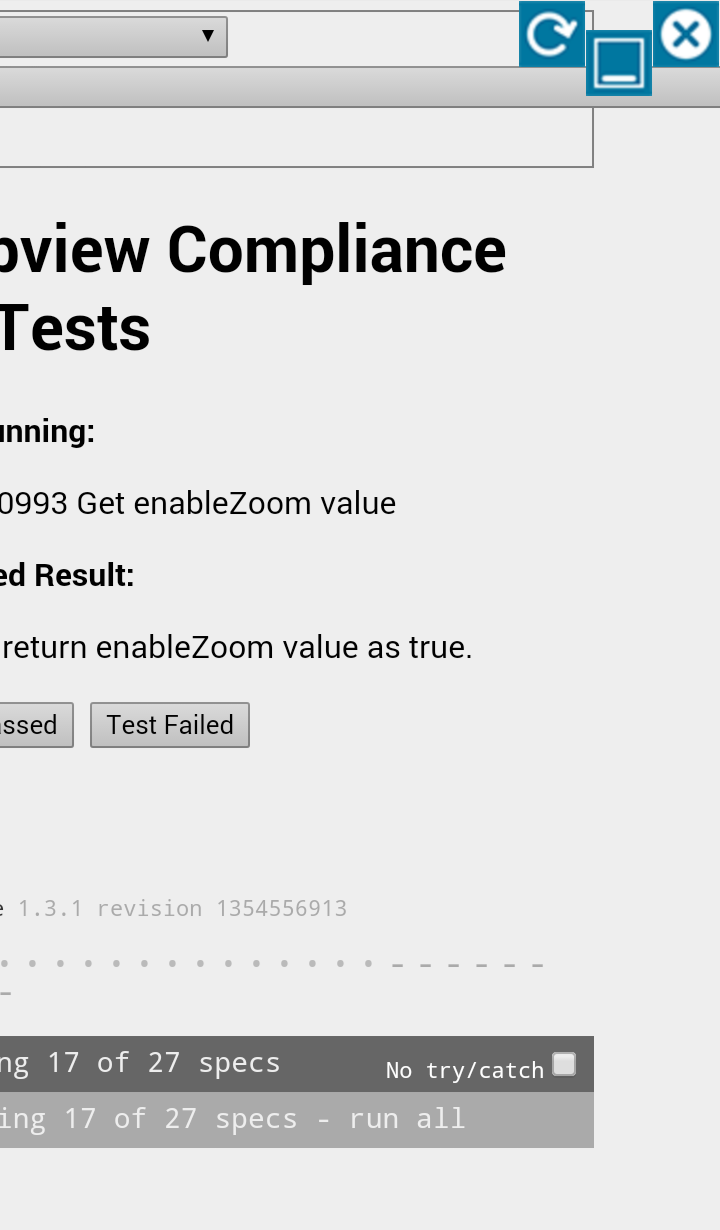 ▼
bview Compliance
Tests
unning:
0993 Get enableZoom value
ed Result:
return enableZoom value as true.
assed Test Failed
e 1.3.1 revision 1354556913
• • • • • • • • • • • • • • – – – – – –
–
ng 17 of 27 specs No try/catch
ing 17 of 27 specs - run all